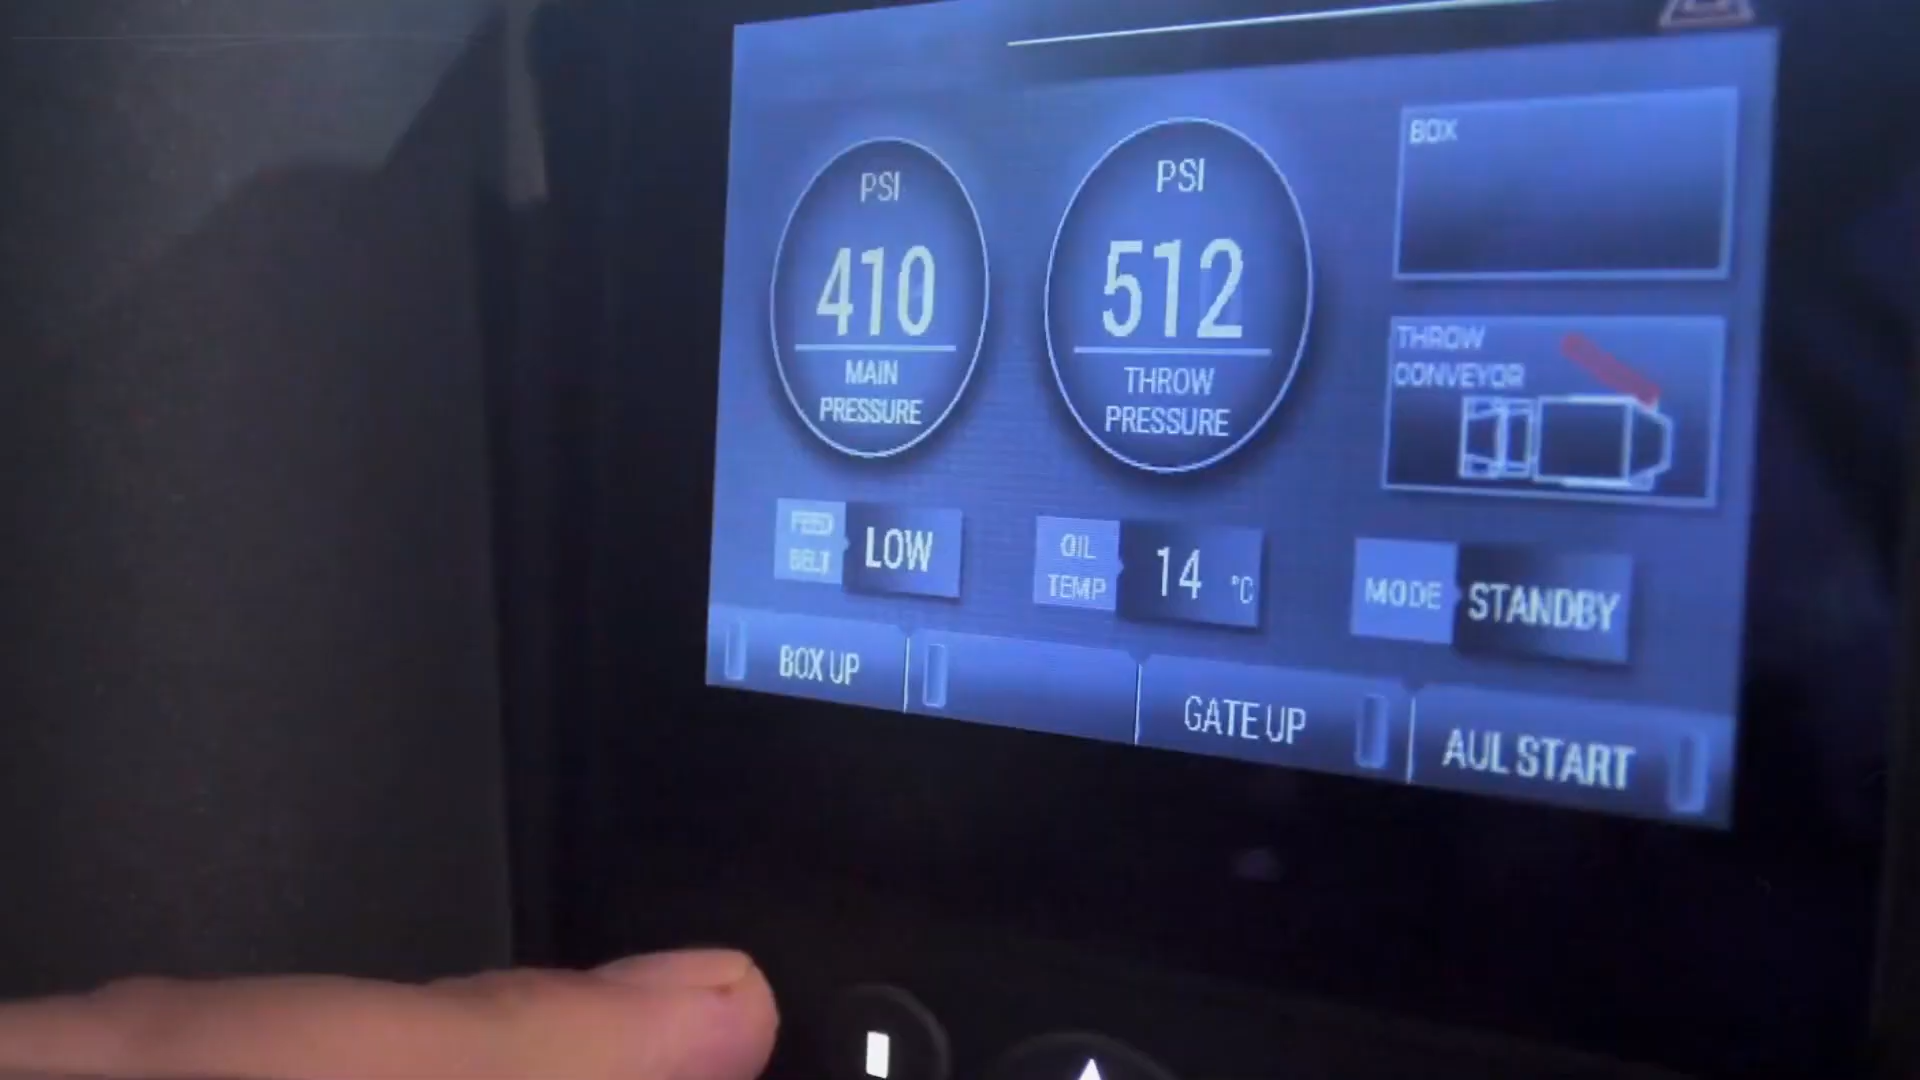 PSI
410
MAIN
PRESSURE
PSI
512
THROW
PRESSURE
BOX
THROW
CONVEYOR
FEED
BELT
LOW
OIL
TEMP
14 °C
MODE
STANDBY
BOX UP
GATE UP
AUL START